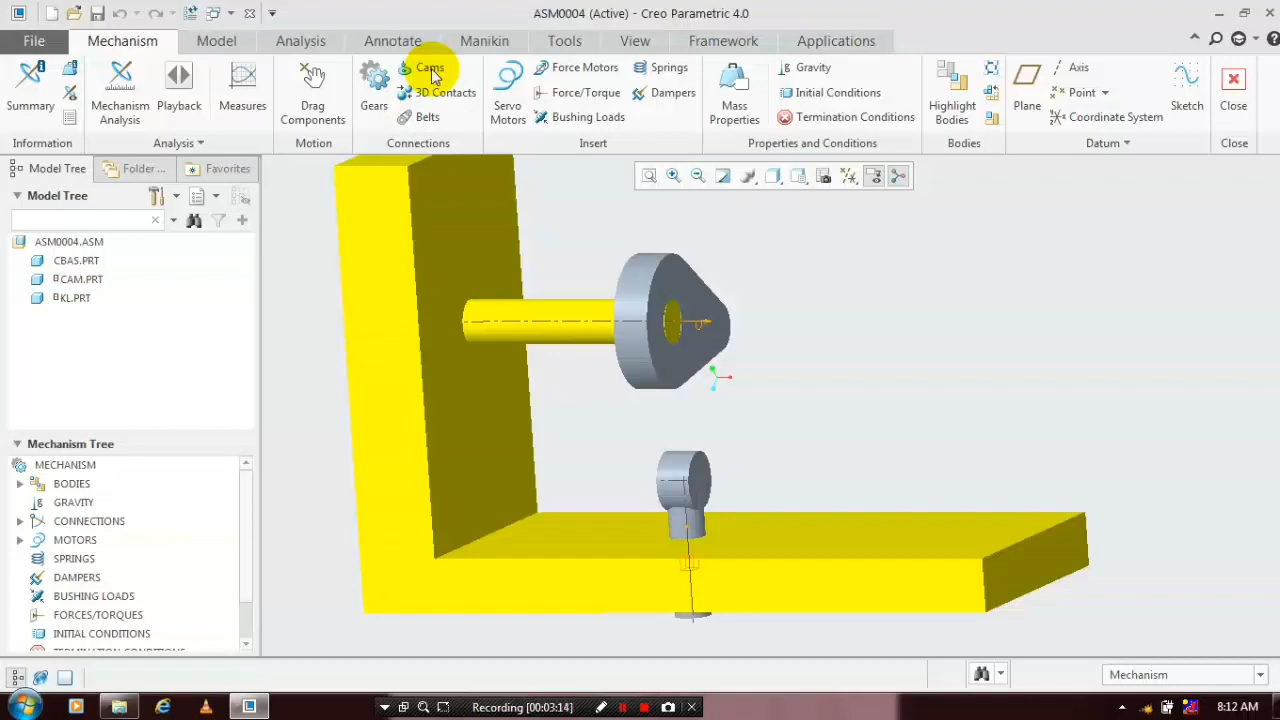 ASM0004 (Active) - Creo Parametric 4.0
File Mechanism Model Analysis Annotate Manikin Tools View Framework Applications
Summary
Mechanism Analysis
Playback
Measures
Drag Components
Gears
Cams
3D Contacts
Belts
Servo Motors
Force Motors
Force/Torque
Bushing Loads
Springs
Dampers
Mass Properties
Gravity
Initial Conditions
Termination Conditions
Highlight Bodies
Plane
Axis
Point
Coordinate System
Sketch
Close
Information Analysis Motion Connections Insert Properties and Conditions Bodies Datum Close
Model Tree Folder... Favorites
Model Tree
ASM0004.ASM
CBAS.PRT
CAM.PRT
KL.PRT
Mechanism Tree
MECHANISM
BODIES
GRAVITY
CONNECTIONS
MOTORS
SPRINGS
DAMPERS
BUSHING LOADS
FORCES/TORQUES
INITIAL CONDITIONS
TERMINATION CONDITIONS
Mechanism
Recording [00:03:14]
8:12 AM